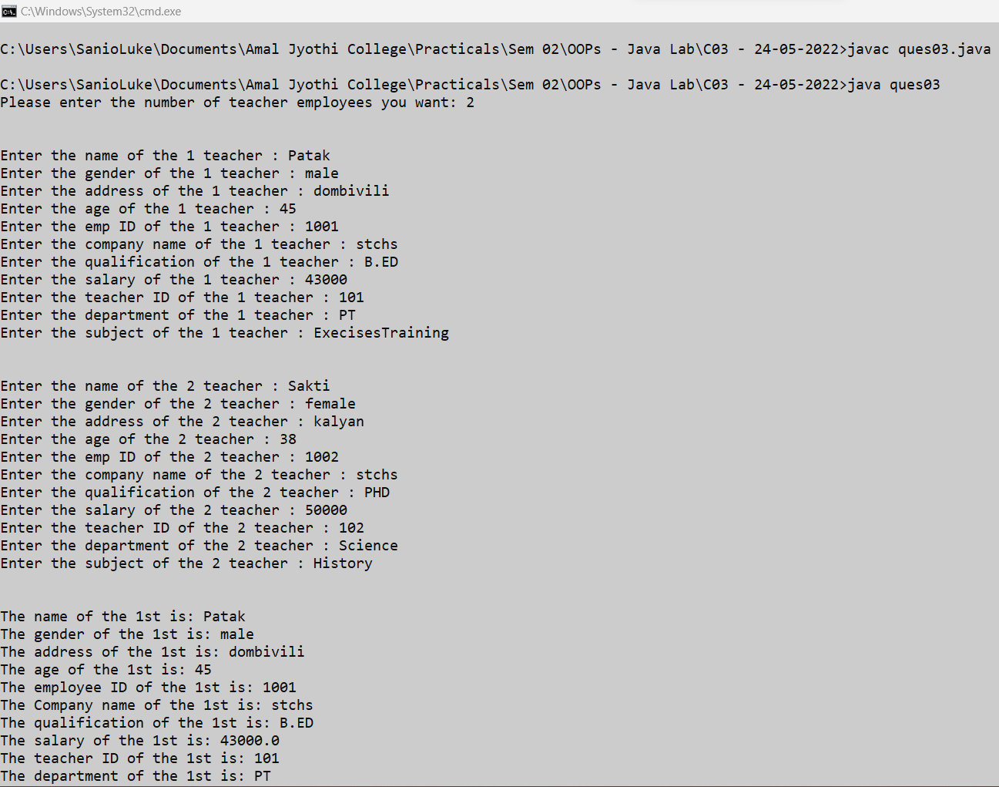 C:\Windows\System32\cmd.exe
C:\Users\SanioLuke\Documents\Amal Jyothi College\Practicals\Sem 02\OOPs - Java Lab\C03 - 24-05-2022>javac ques03.java
C:\Users\SanioLuke\Documents\Amal Jyothi College\Practicals\Sem 02\OOPs - Java Lab\C03 - 24-05-2022>java ques03
Please enter the number of teacher employees you want: 2
Enter the name of the 1 teacher : Patak
Enter the gender of the 1 teacher : male
Enter the address of the 1 teacher : dombivili
Enter the age of the 1 teacher : 45
Enter the emp ID of the 1 teacher : 1001
Enter the company name of the 1 teacher : stchs
Enter the qualification of the 1 teacher : B.ED
Enter the salary of the 1 teacher : 43000
Enter the teacher ID of the 1 teacher : 101
Enter the department of the 1 teacher : PT
Enter the subject of the 1 teacher : ExecisesTraining
Enter the name of the 2 teacher : Sakti
Enter the gender of the 2 teacher : female
Enter the address of the 2 teacher : kalyan
Enter the age of the 2 teacher : 38
Enter the emp ID of the 2 teacher : 1002
Enter the company name of the 2 teacher : stchs
Enter the qualification of the 2 teacher : PHD
Enter the salary of the 2 teacher : 50000
Enter the teacher ID of the 2 teacher : 102
Enter the department of the 2 teacher : Science
Enter the subject of the 2 teacher : History
The name of the 1st is: Patak
The gender of the 1st is: male
The address of the 1st is: dombivili
The age of the 1st is: 45
The employee ID of the 1st is: 1001
The Company name of the 1st is: stchs
The qualification of the 1st is: B.ED
The salary of the 1st is: 43000.0
The teacher ID of the 1st is: 101
The department of the 1st is: PT